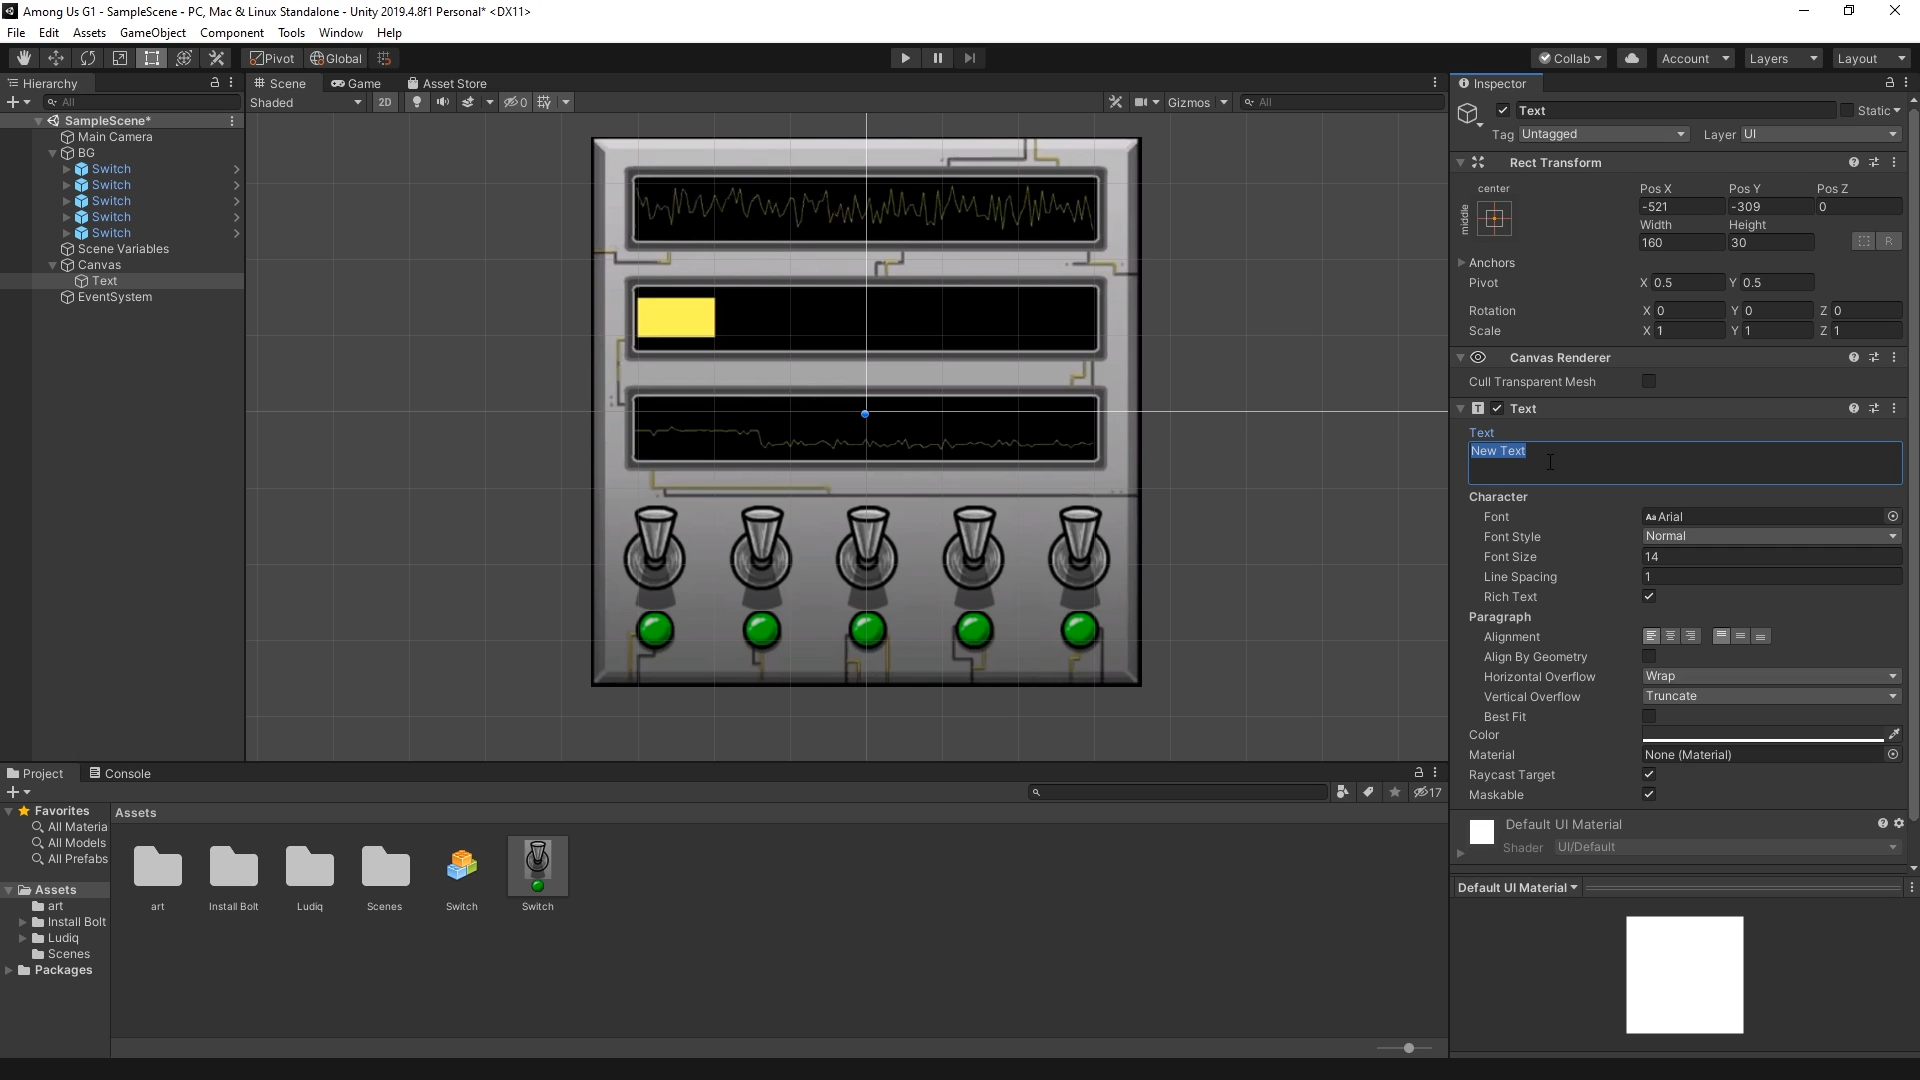 Among Us G1 - SampleScene - PC, Mac & Linux Standalone - Unity 2019.4.8f1 Personal* <DX11>
File Edit Assets GameObject Component Tools Window Help
Pivot Global
Collab Account Layers Layout
Hierarchy
All
SampleScene*
Main Camera
BG
Switch
Switch
Switch
Switch
Switch
Scene Variables
Canvas
Text
EventSystem
Scene Game Asset Store
Shaded 2D 0 Gizmos All
Inspector
Text Static
Tag Untagged Layer UI
Rect Transform
center
middle
Pos X Pos Y Pos Z
-521 -309 0
Width Height
160 30
R
Anchors
Pivot X 0.5 Y 0.5
Rotation X 0 Y 0 Z 0
Scale X 1 Y 1 Z 1
Canvas Renderer
Cull Transparent Mesh
T Text
Text
New Text
Character
Font Aa Arial
Font Style Normal
Font Size 14
Line Spacing 1
Rich Text
Paragraph
Alignment
Align By Geometry
Horizontal Overflow Wrap
Vertical Overflow Truncate
Best Fit
Color
Material None (Material)
Raycast Target
Maskable
Default UI Material
Shader UI/Default
Default UI Material
Project Console
17
Favorites
All Materia
All Models
All Prefabs
Assets
art
Install Bolt
Ludiq
Scenes
Packages
Assets
art Install Bolt Ludiq Scenes Switch Switch